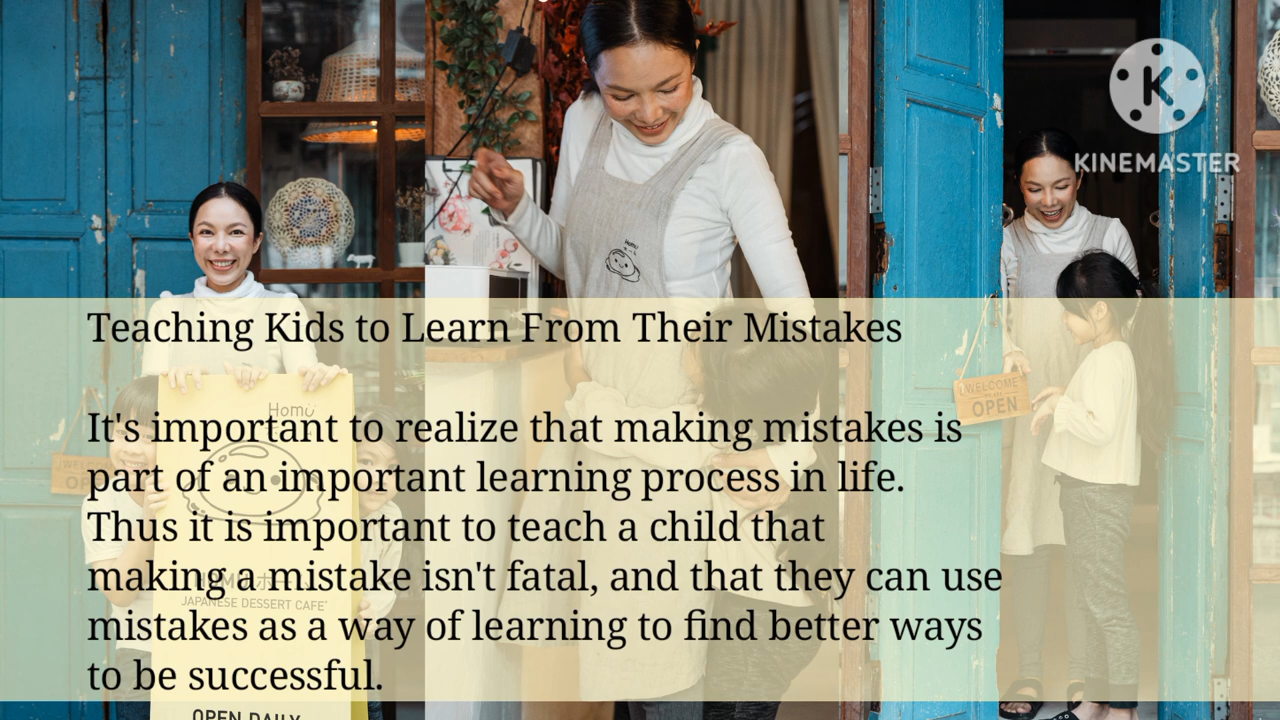 KINEMASTER
Teaching Kids to Learn From Their Mistakes
It's important to realize that making mistakes is
part of an important learning process in life.
Thus it is important to teach a child that
making a mistake isn't fatal, and that they can use
mistakes as a way of learning to find better ways
to be successful.
Homu
WELCOME
OPEN
Homu
JAPANESE DESSERT CAFE'
OPEN DAILY